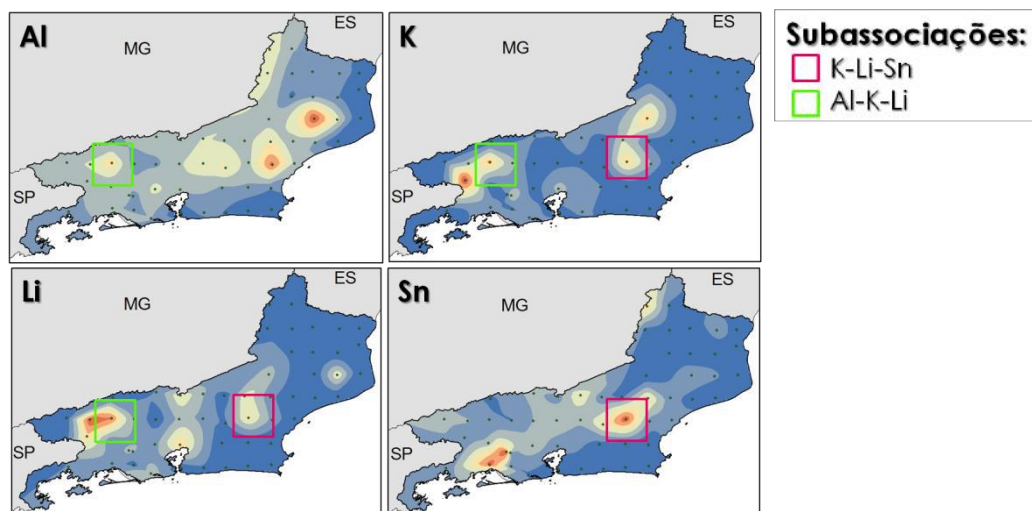 Al
MG
ES
SP
K
MG
ES
SP
Subassociações:
K-Li-Sn
Al-K-Li
Li
MG
ES
SP
Sn
MG
ES
SP